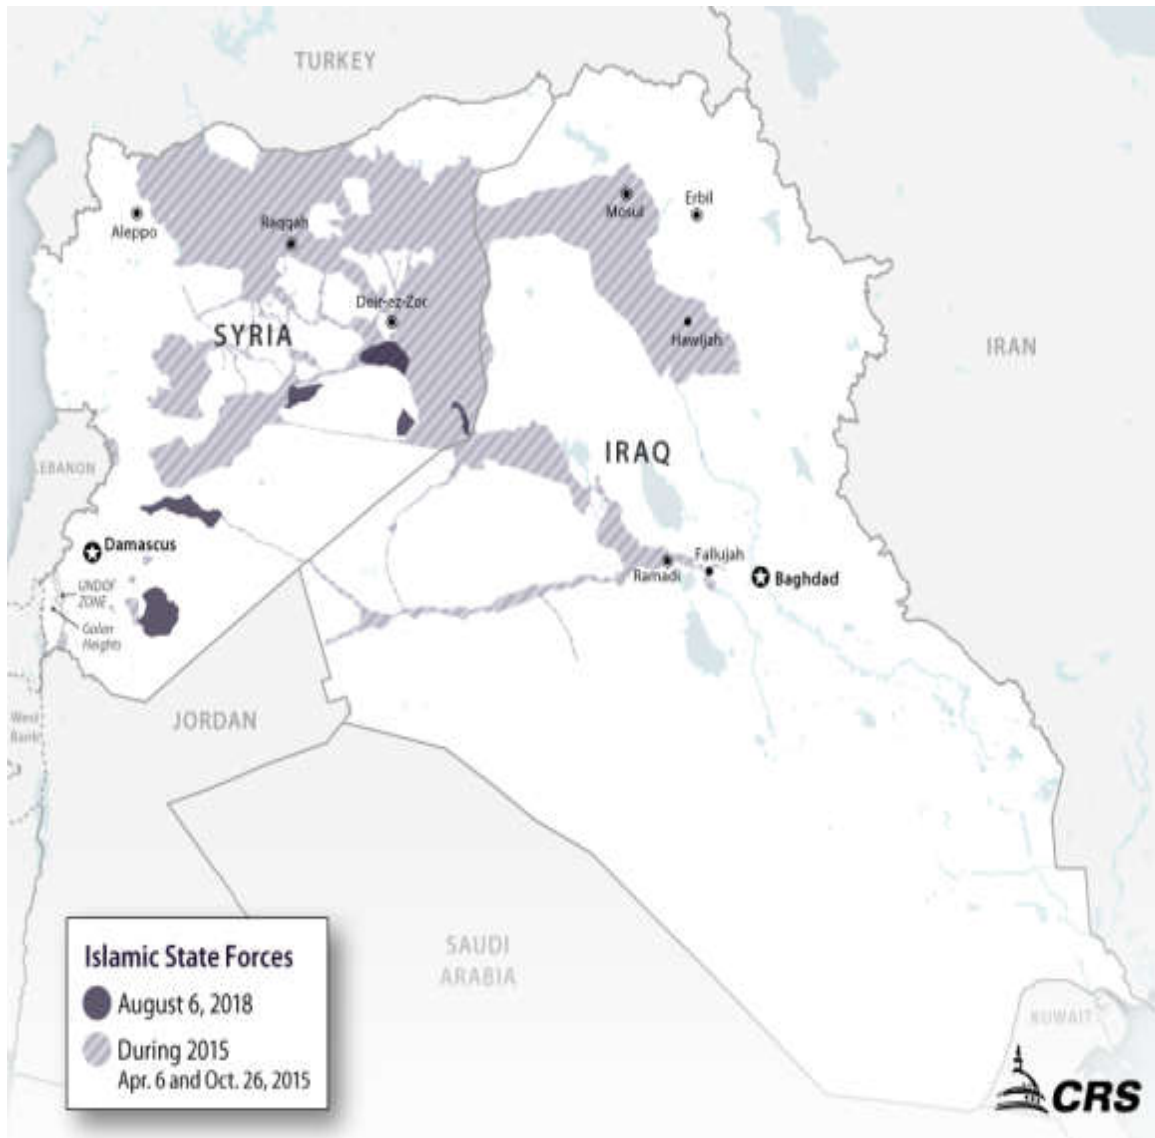 TURKEY
Mosul
Erbil
Aleppo
Raqqah
Deir-ez-Zor
SYRIA
Hawijah
IRAN
IRAQ
LEBANON
Damascus
Fallujah
Ramadi
Baghdad
UNDOF
ZONE
Golan
Heights
West
Bank
JORDAN
Islamic State Forces
August 6, 2018
During 2015
Apr. 6 and Oct. 26, 2015
SAUDI
ARABIA
KUWAIT
CRS